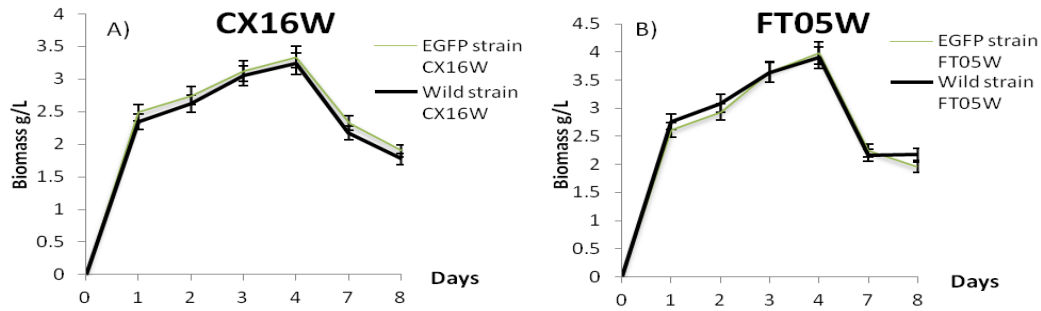 A)
CX16W
4
3.5
3
2.5
2
1.5
1
0.5
0
Biomass g/L
0 1 2 3 4 7 8
Days
EGFP strain
CX16W
Wild strain
CX16W
B)
FT05W
4.5
4
3.5
3
2.5
2
1.5
1
0.5
0
Biomass g/L
0 1 2 3 4 7 8
Days
EGFP strain
FT05W
Wild strain
FT05W